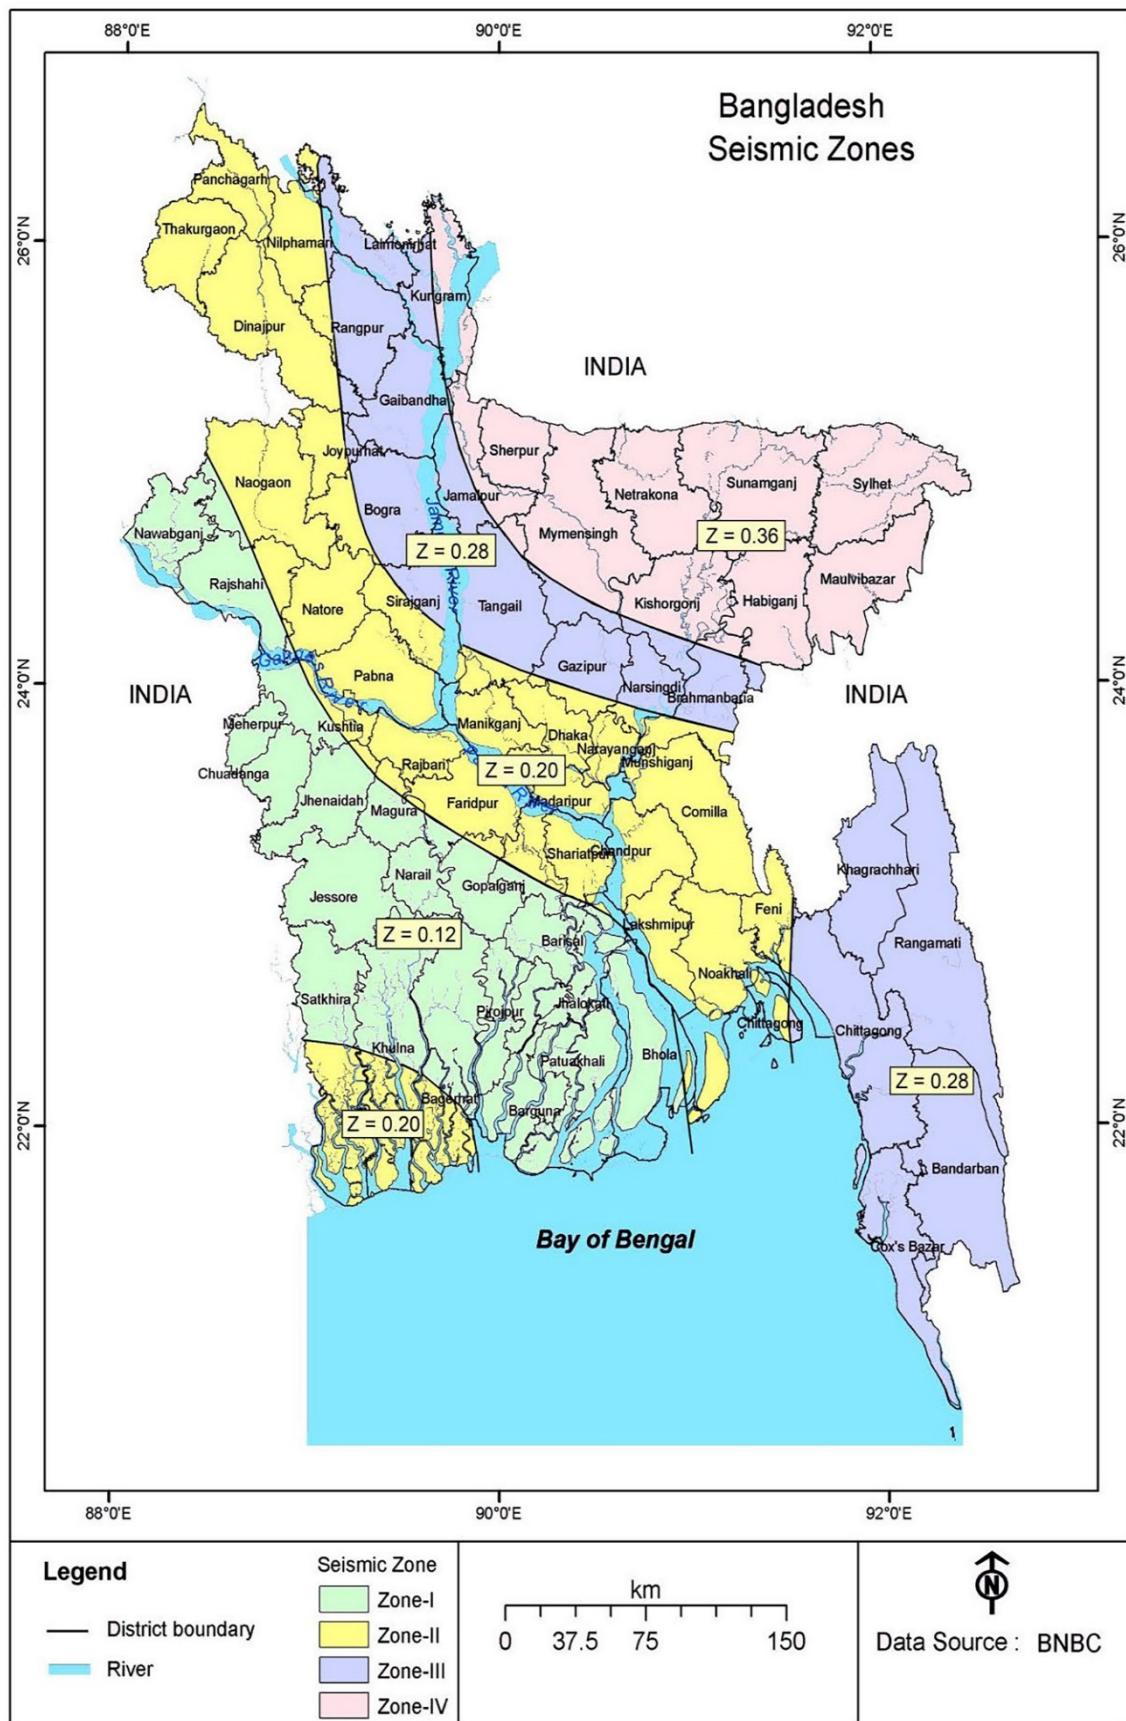 88°0'E 90°0'E 92°0'E
Bangladesh
Seismic Zones
Panchagarh
Thakurgaon
Nilphamari
Lalmonirhat
26°0'N 26°0'N
Kurigram
Dinajpur
Rangpur
INDIA
Gaibandha
Sherpur
Joypurhat
Naogaon
Jamalpur
Netrakona
Sunamganj
Sylhet
Bogra
Nawabganj
Mymensingh
Z = 0.36
Z = 0.28
River
Rajshahi
Maulvibazar
Natore
Sirajganj
Tangail
Kishorgonj
Habiganj
Gazipur
Pabna
River
Narsingdi
24°0'N INDIA INDIA 24°0'N
Brahmanbaria
Meherpur
Kushtia
Manikganj
Dhaka
Narayanganj
Munshiganj
Chuadanga
Rajbari
Z = 0.20
Jhenaidah
Magura
Faridpur
Madaripur
Comilla
Shariatpur
Chandpur
Khagrachhari
Narail
Gopalganj
Jessore
Feni
Z = 0.12
Lakshmipur
Barisal
Rangamati
Noakhali
Satkhira
Pirojpur
Jhalokati
Chittagong
Chittagong
Khulna
Patuakhali
Bhola
Z = 0.28
Bagerhat
Barguna
Z = 0.20
22°0'N 22°0'N
Bandarban
Bay of Bengal
Cox's Bazar
88°0'E 90°0'E 92°0'E
Legend
District boundary
River
Seismic Zone
Zone-I
Zone-II
Zone-III
Zone-IV
km
0 37.5 75 150
N
Data Source : BNBC